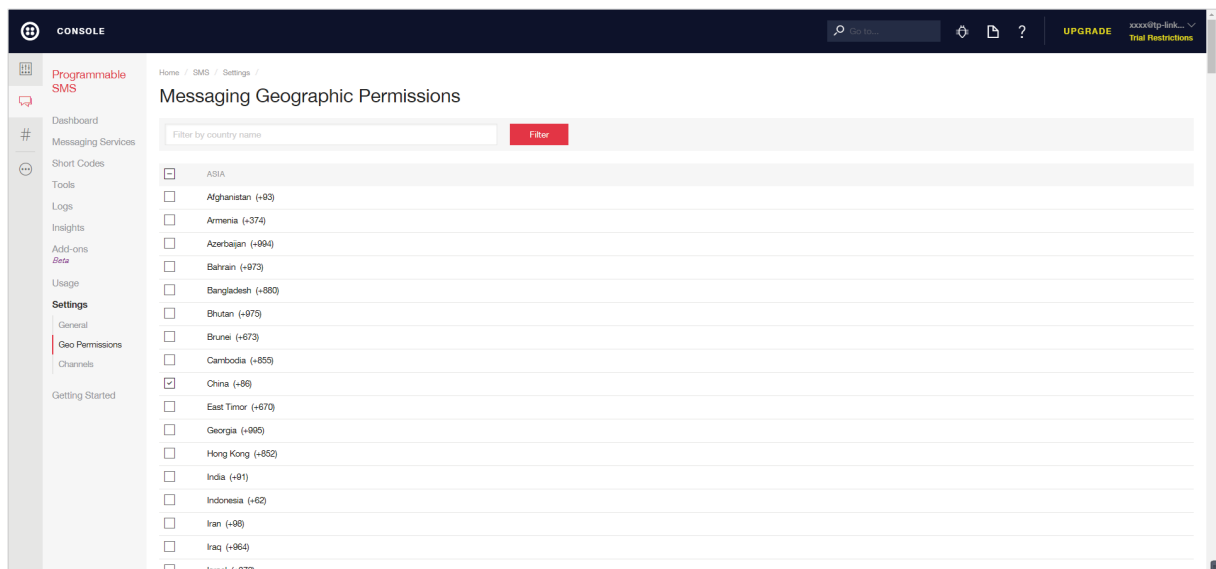 CONSOLE
Go to...
?
UPGRADE
xxxx@tp-link...
Trial Restrictions
Programmable
SMS
Dashboard
Messaging Services
Short Codes
Tools
Logs
Insights
Add-ons
Beta
Usage
Settings
General
Geo Permissions
Channels
Getting Started
#
Home / SMS / Settings /
Messaging Geographic Permissions
Filter by country name
Filter
ASIA
Afghanistan (+93)
Armenia (+374)
Azerbaijan (+994)
Bahrain (+973)
Bangladesh (+880)
Bhutan (+975)
Brunei (+673)
Cambodia (+855)
China (+86)
East Timor (+670)
Georgia (+995)
Hong Kong (+852)
India (+91)
Indonesia (+62)
Iran (+98)
Iraq (+964)